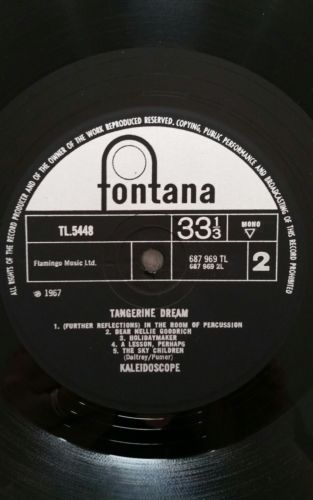 ALL RIGHTS OF THE RECORD PRODUCER AND OF THE OWNER OF THE WORK REPRODUCED RESERVED. COPYING, PUBLIC PERFORMANCE AND BROADCASTING OF THIS RECORD PROHIBITED
fontana
TL.5448
33 1/3
MONO
Flamingo Music Ltd.
687 969 TL
687 969 2L
2
℗ 1967
TANGERINE DREAM
1. (FURTHER REFLECTIONS) IN THE ROOM OF PERCUSSION
2. DEAR NELLIE GOODRICH
3. HOLIDAYMAKER
4. A LESSON, PERHAPS
5. THE SKY CHILDREN
(Daltrey/Pumer)
KALEIDOSCOPE